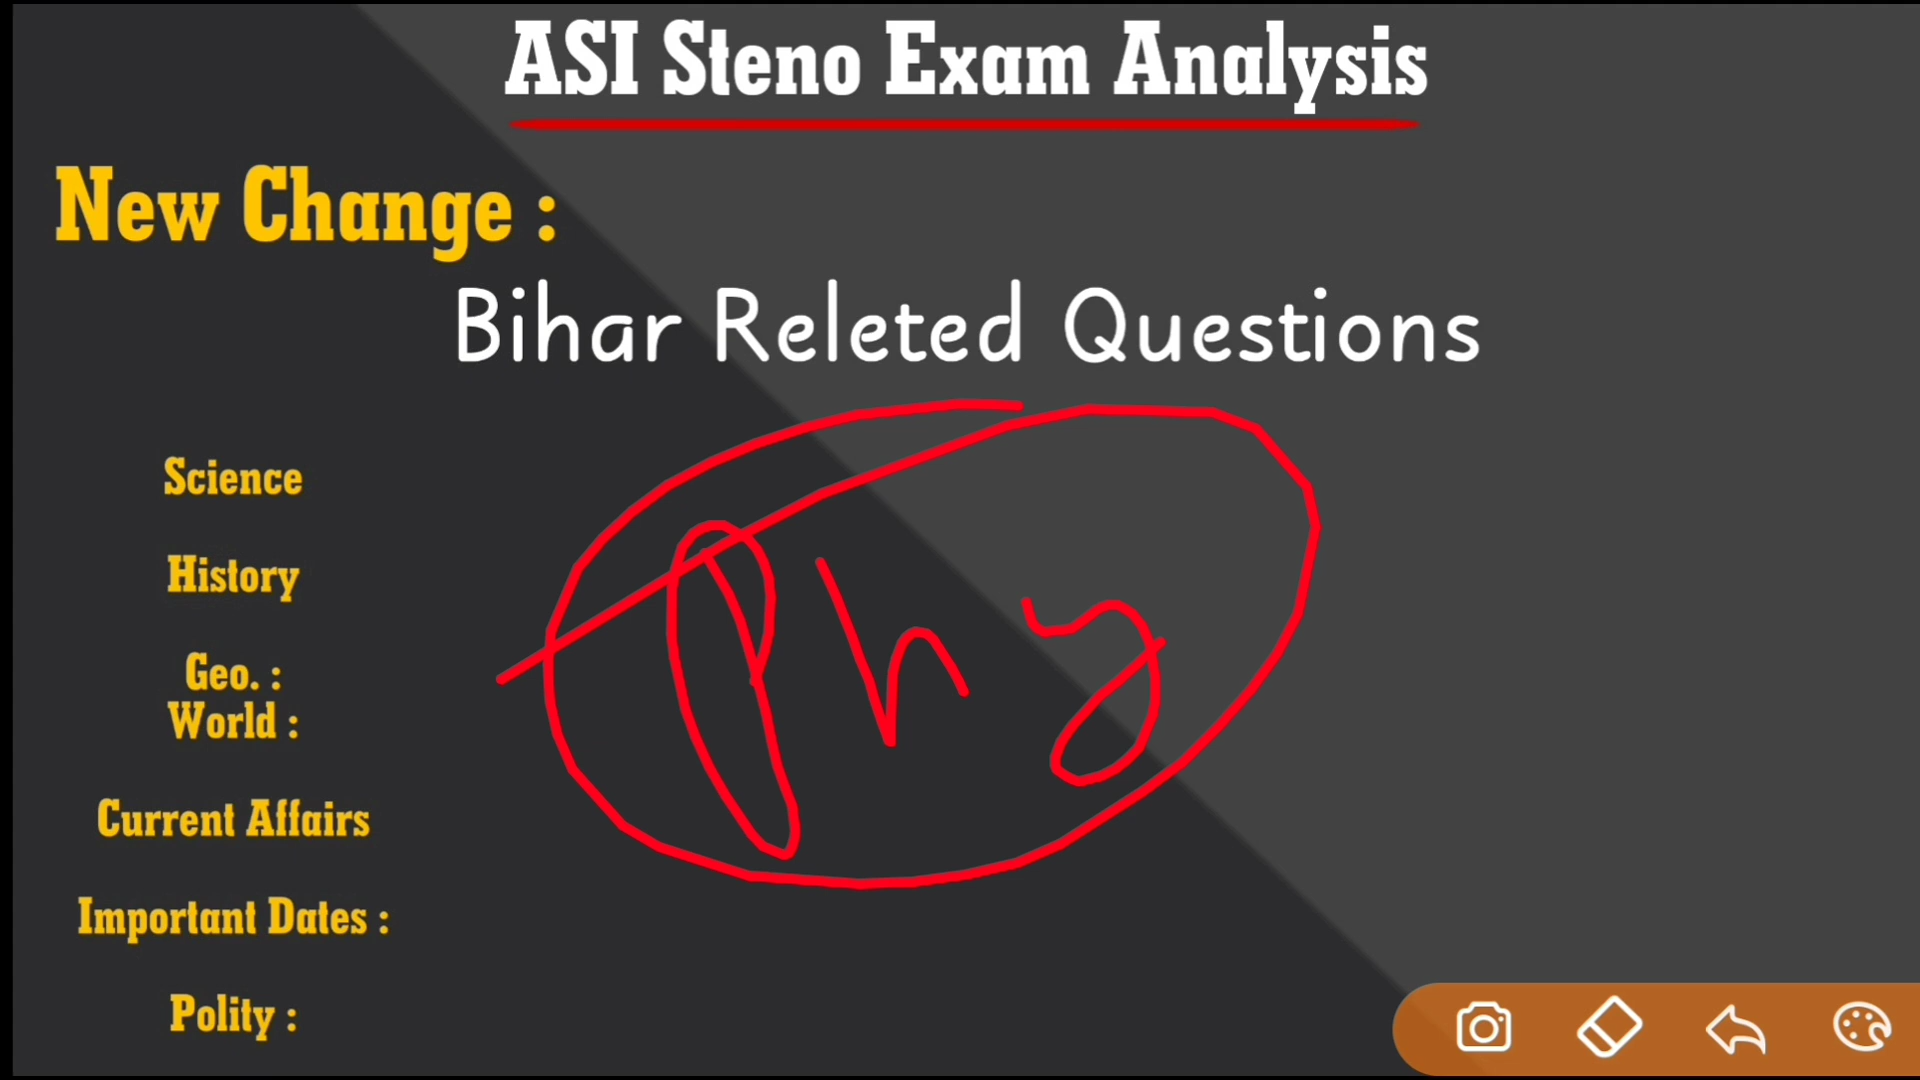 ASI Steno Exam Analysis
New Change :
Bihar Releted Questions
Science
History
Phy
Geo. :
World :
Current Affairs
Important Dates :
Polity :